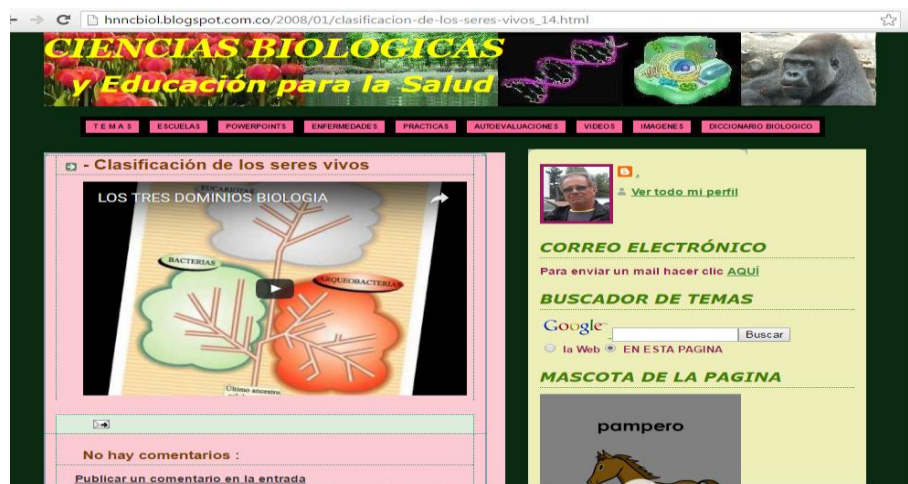 hnncbiol.blogspot.com.co/2008/01/clasificacion-de-los-seres-vivos_14.html
CIENCIAS BIOLOGICAS
y Educación para la Salud
TEMAS ESCUELAS POWERPOINTS ENFERMEDADES PRACTICAS AUTOEVALUACIONES VIDEOS IMAGENES DICCIONARIO BIOLOGICO
- Clasificación de los seres vivos
LOS TRES DOMINIOS BIOLOGIA
EUCARIOTAS
BACTERIAS
ARQUEOBACTERIAS
Último ancestro
No hay comentarios :
Publicar un comentario en la entrada
.
Ver todo mi perfil
CORREO ELECTRÓNICO
Para enviar un mail hacer clic AQUÍ
BUSCADOR DE TEMAS
Google
Buscar
la Web EN ESTA PAGINA
MASCOTA DE LA PAGINA
pampero